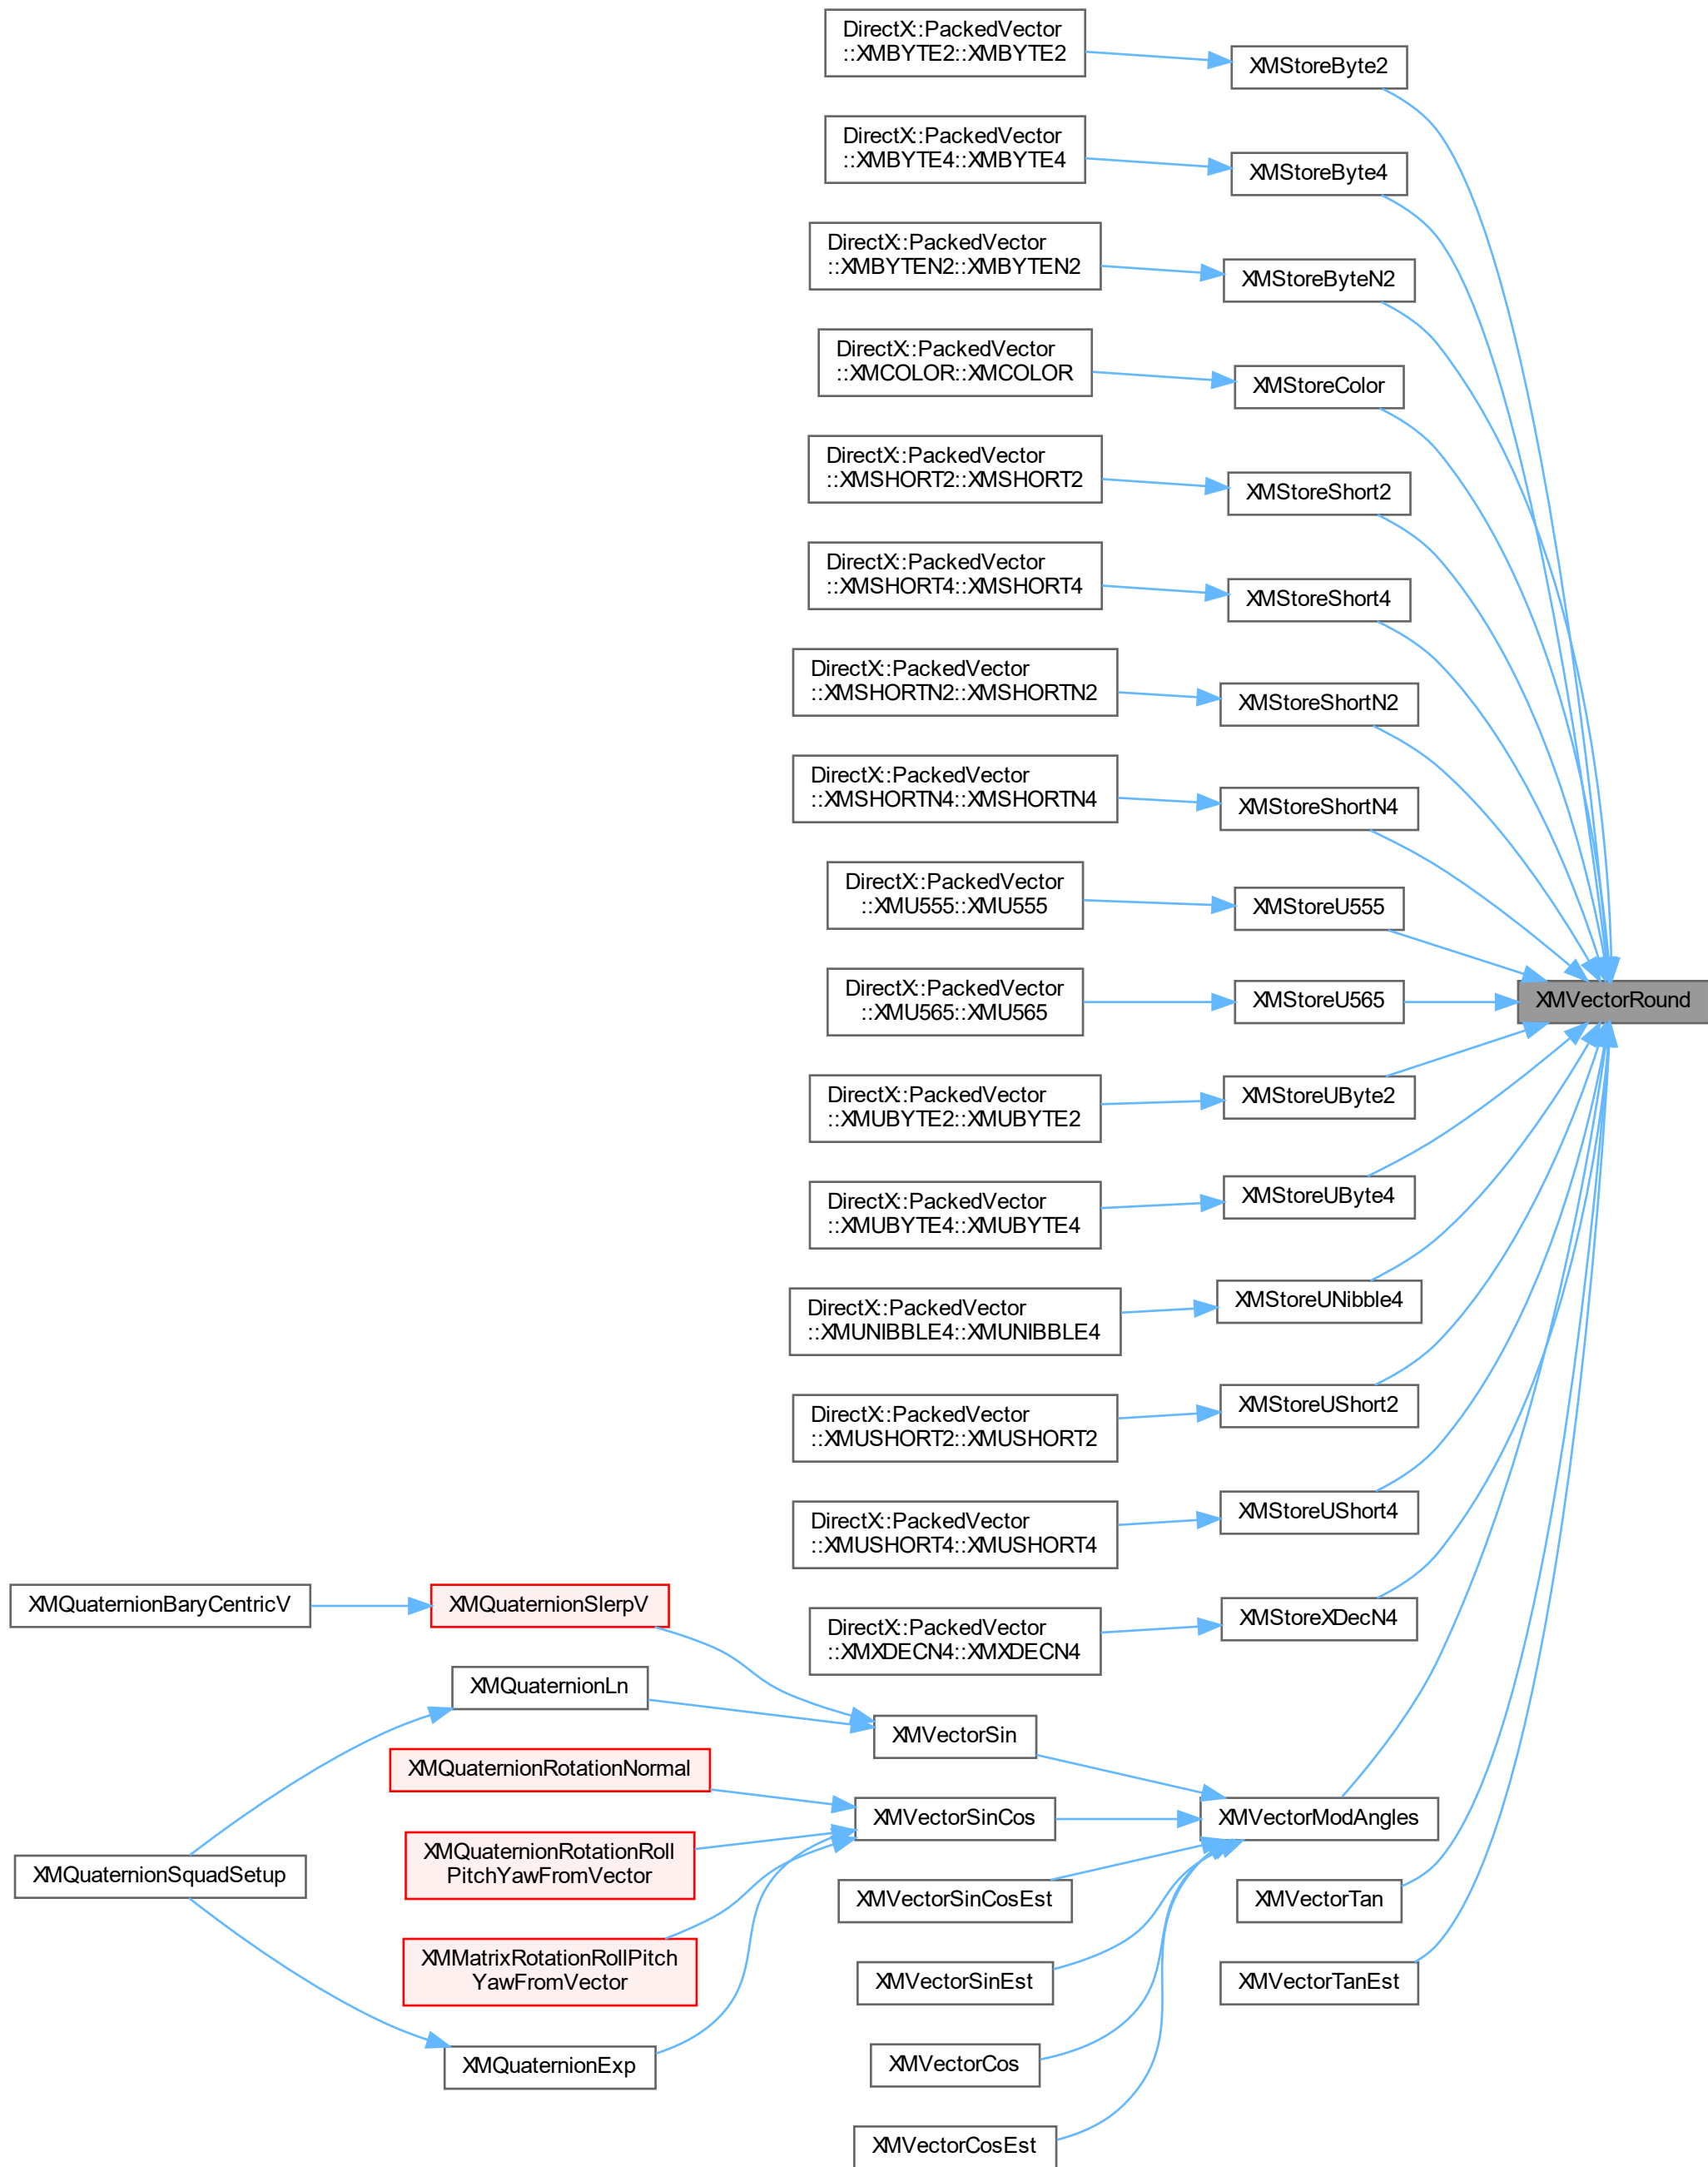 DirectX::PackedVector
::XMBYTE2::XMBYTE2
XMStoreByte2
DirectX::PackedVector
::XMBYTE4::XMBYTE4
XMStoreByte4
DirectX::PackedVector
::XMBYTEN2::XMBYTEN2
XMStoreByteN2
DirectX::PackedVector
::XMCOLOR::XMCOLOR
XMStoreColor
DirectX::PackedVector
::XMSHORT2::XMSHORT2
XMStoreShort2
DirectX::PackedVector
::XMSHORT4::XMSHORT4
XMStoreShort4
DirectX::PackedVector
::XMSHORTN2::XMSHORTN2
XMStoreShortN2
DirectX::PackedVector
::XMSHORTN4::XMSHORTN4
XMStoreShortN4
DirectX::PackedVector
::XMU555::XMU555
XMStoreU555
DirectX::PackedVector
::XMU565::XMU565
XMStoreU565
XMVectorRound
DirectX::PackedVector
::XMUBYTE2::XMUBYTE2
XMStoreUByte2
DirectX::PackedVector
::XMUBYTE4::XMUBYTE4
XMStoreUByte4
DirectX::PackedVector
::XMUNIBBLE4::XMUNIBBLE4
XMStoreUNibble4
DirectX::PackedVector
::XMUSHORT2::XMUSHORT2
XMStoreUShort2
DirectX::PackedVector
::XMUSHORT4::XMUSHORT4
XMStoreUShort4
XMQuaternionBaryCentricV
XMQuaternionSlerpV
DirectX::PackedVector
::XMXDECN4::XMXDECN4
XMStoreXDecN4
XMQuaternionLn
XMVectorSin
XMQuaternionRotationNormal
XMVectorSinCos
XMVectorModAngles
XMQuaternionRotationRoll
PitchYawFromVector
XMQuaternionSquadSetup
XMVectorSinCosEst
XMVectorTan
XMMatrixRotationRollPitch
YawFromVector
XMVectorSinEst
XMVectorTanEst
XMQuaternionExp
XMVectorCos
XMVectorCosEst